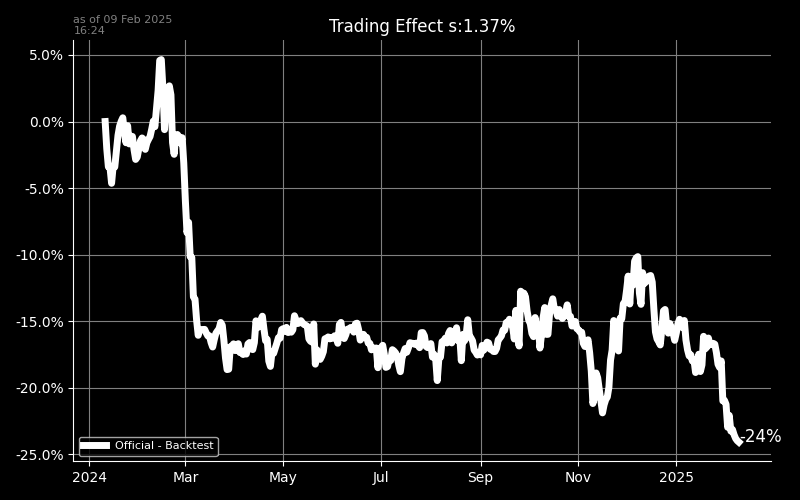 as of 09 Feb 2025
16:24
Trading Effect s:1.37%
5.0%
0.0%
-5.0%
-10.0%
-15.0%
-20.0%
-25.0%
-24%
Official - Backtest
2024 Mar May Jul Sep Nov 2025